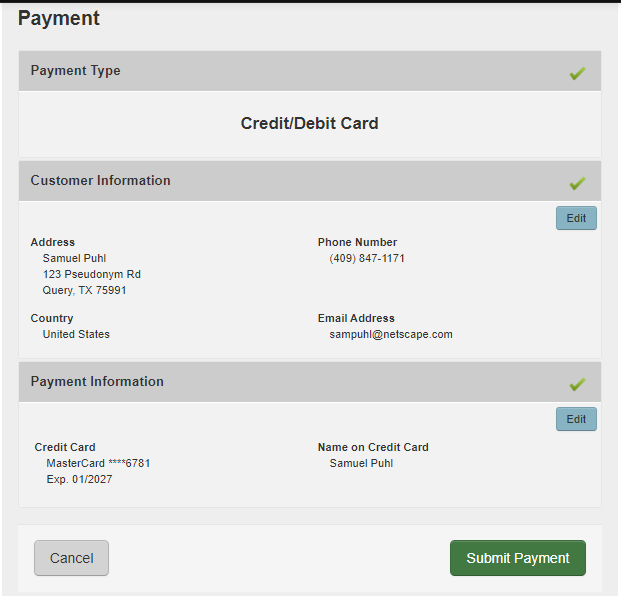 Payment
Payment Type
Credit/Debit Card
Customer Information
Edit
Address
Samuel Puhl
123 Pseudonym Rd
Query, TX 75991
Phone Number
(409) 847-1171
Country
United States
Email Address
sampuhl@netscape.com
Payment Information
Edit
Credit Card
MasterCard ****6781
Exp. 01/2027
Name on Credit Card
Samuel Puhl
Cancel
Submit Payment